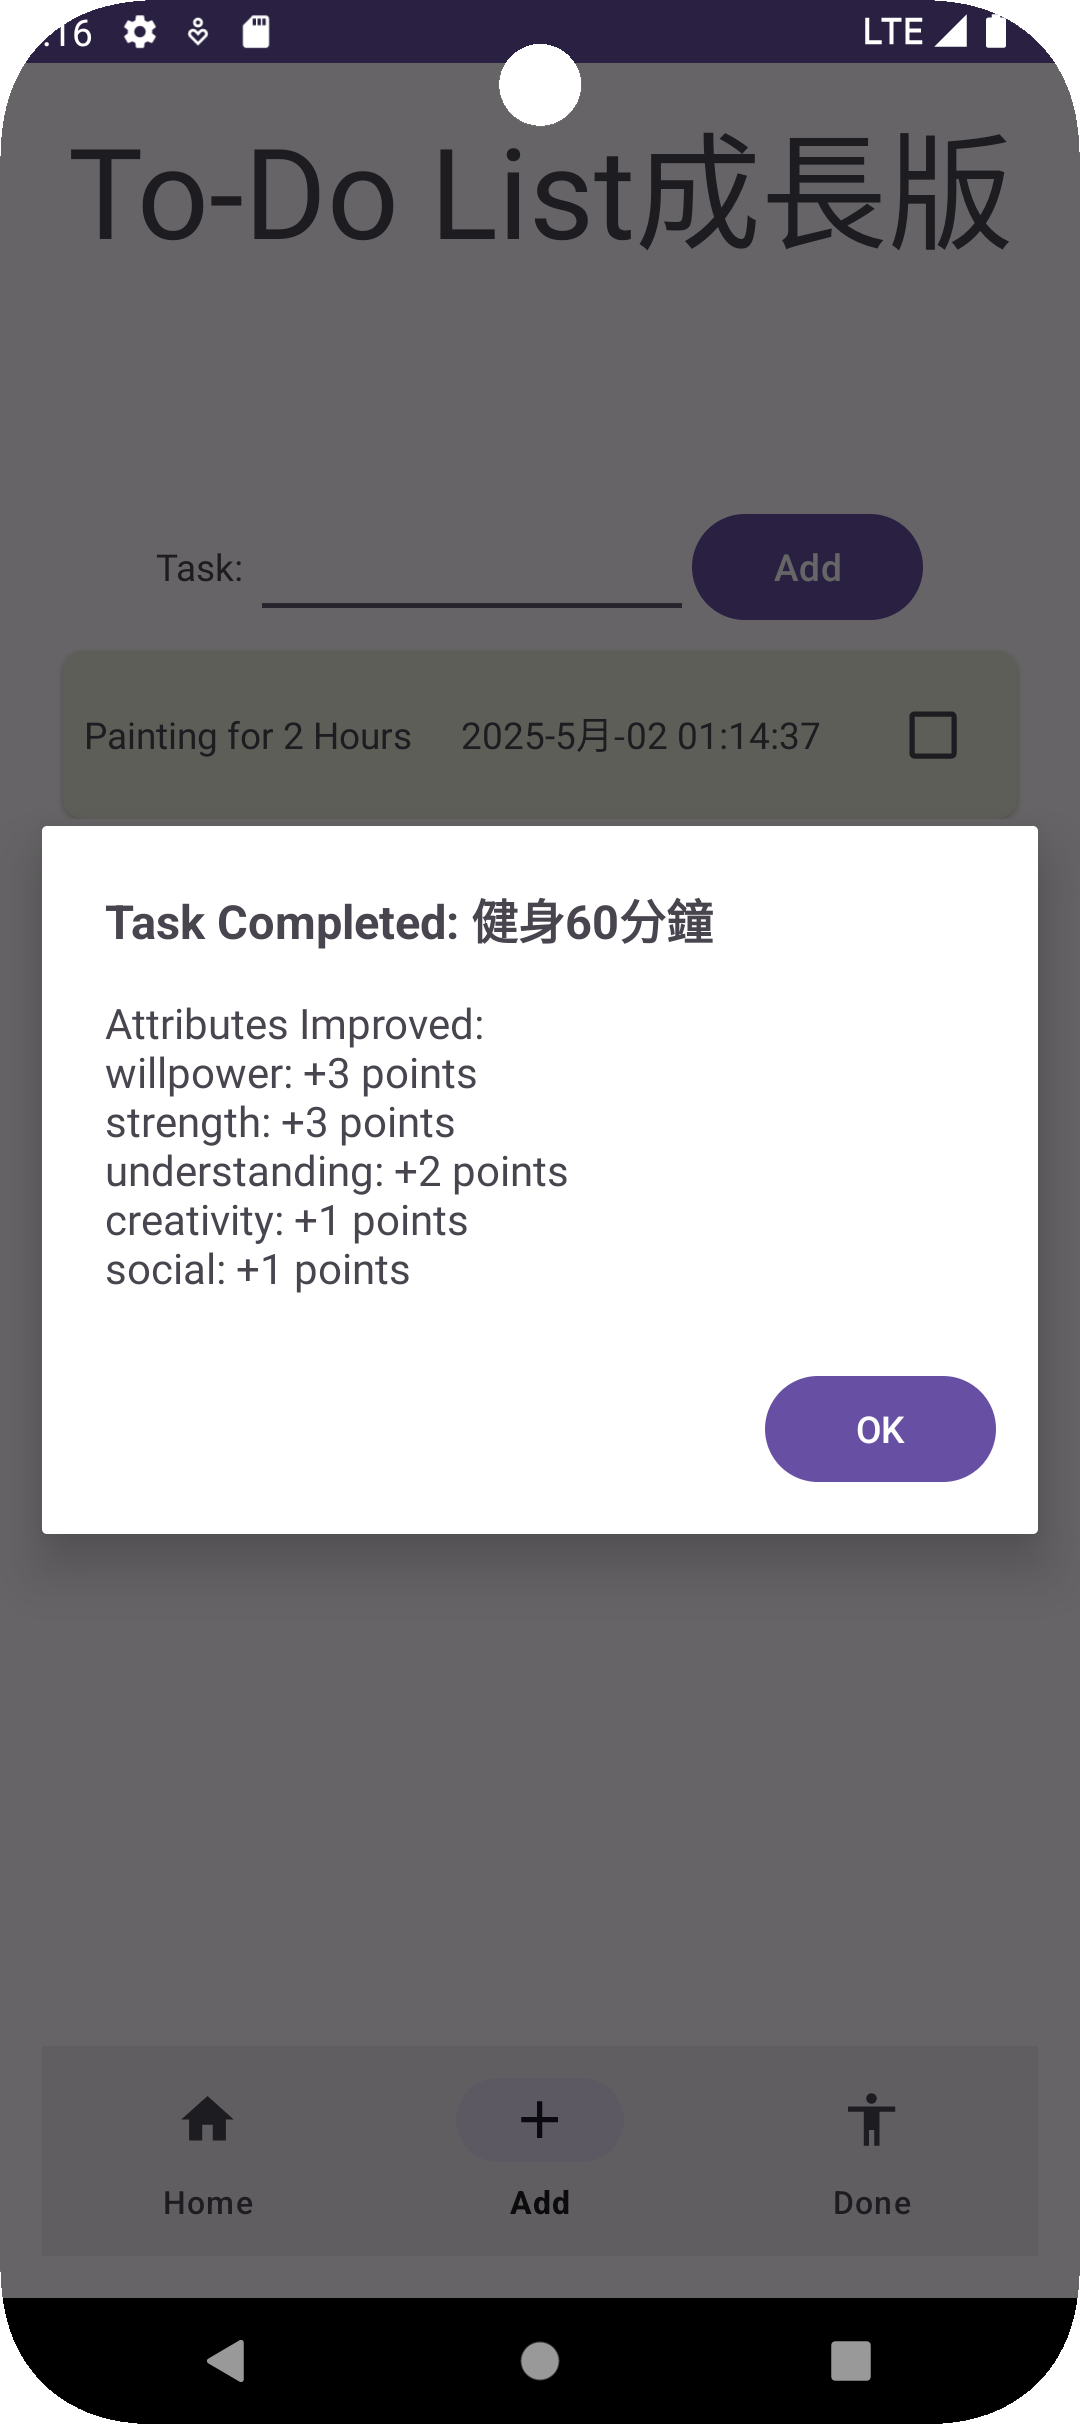 :16 LTE
To-Do List成長版
Task: Add
Painting for 2 Hours 2025-5月-02 01:14:37
Task Completed: 健身60分鐘
Attributes Improved:
willpower: +3 points
strength: +3 points
understanding: +2 points
creativity: +1 points
social: +1 points
OK
Home Add Done